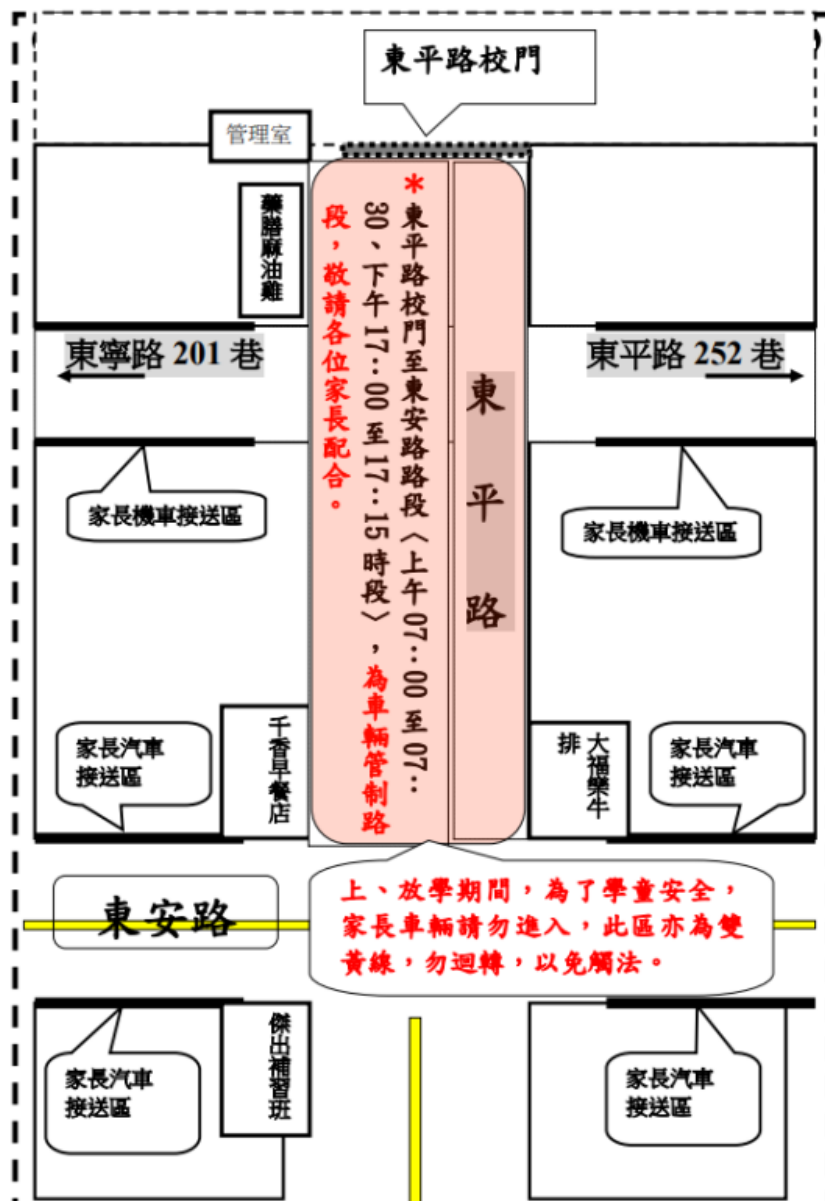 東平路校門
管理室
藥膳麻油雞
*東平路校門至東安路路段〈上午07:00至07:
30、下午17:00至17:15時段〉，為車輛管制路
段，敬請各位家長配合。
東平路
東寧路 201 巷
東平路 252 巷
家長機車接送區
家長機車接送區
家長汽車
接送區
千香早餐店
大福樂牛
排
家長汽車
接送區
東安路
上、放學期間，為了學童安全，
家長車輛請勿進入，此區亦為雙
黃線，勿迴轉，以免觸法。
傑出補習班
家長汽車
接送區
家長汽車
接送區